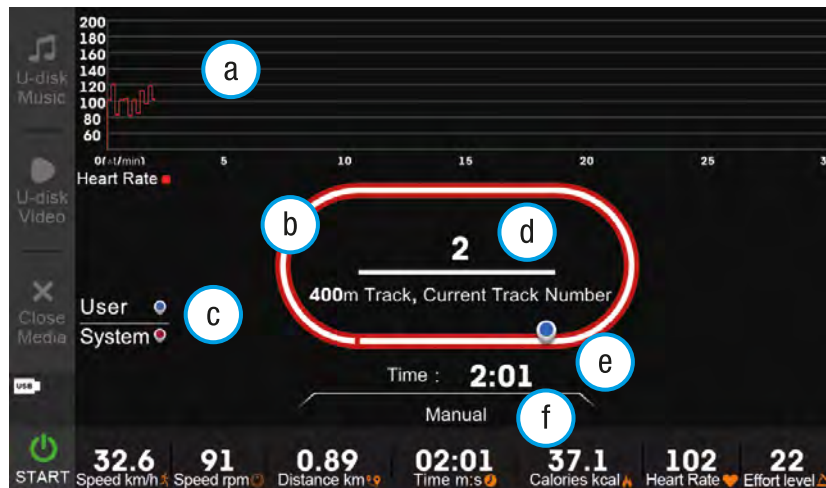 200
180
160
140
120
100
80
60
a
U-disk
Music
0(△t/min) 5 10 15 20 25 3
Heart Rate
U-disk
Video
b
2
d
400m Track, Current Track Number
Close
Media
User
System
c
e
Time : 2:01
USB
Manual
f
START
32.6 91 0.89 02:01 37.1 102 22
Speed km/h Speed rpm Distance km Time m:s Calories kcal Heart Rate Effort level